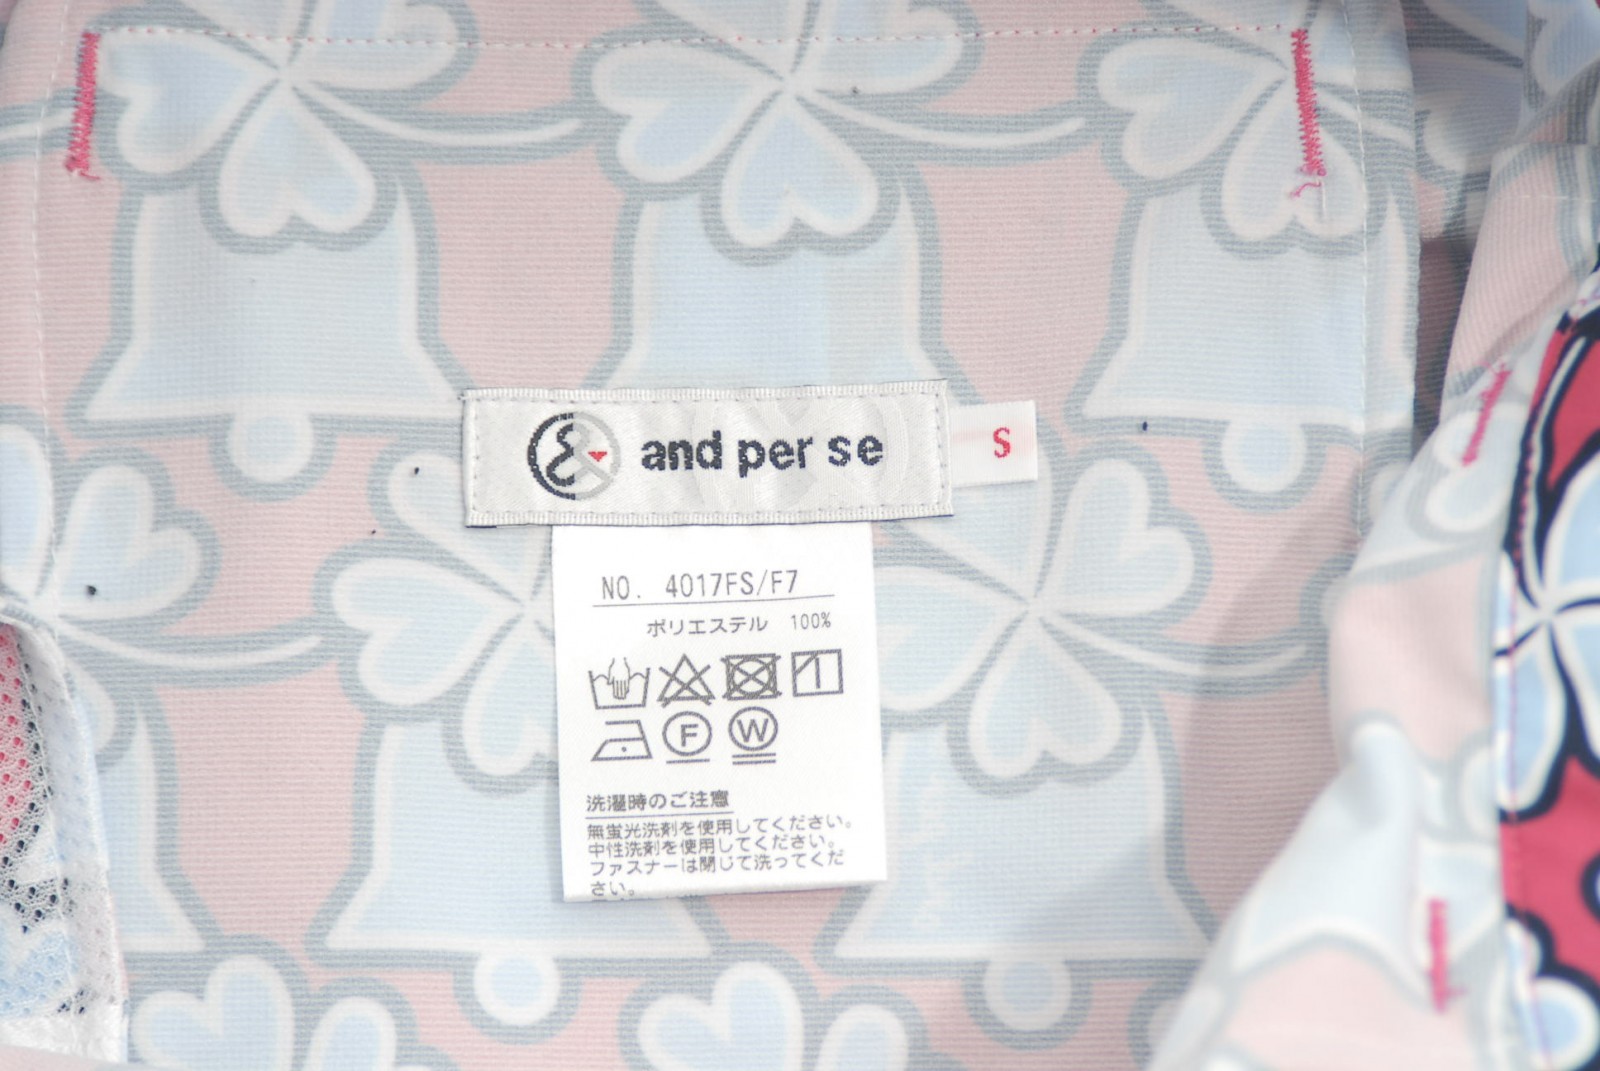 and per se
S
NO. 4017FS/F7
ポリエステル 100%
F W
洗濯時のご注意
無蛍光洗剤を使用してください。
中性洗剤を使用してください。
ファスナーは閉じて洗ってくだ
さい。